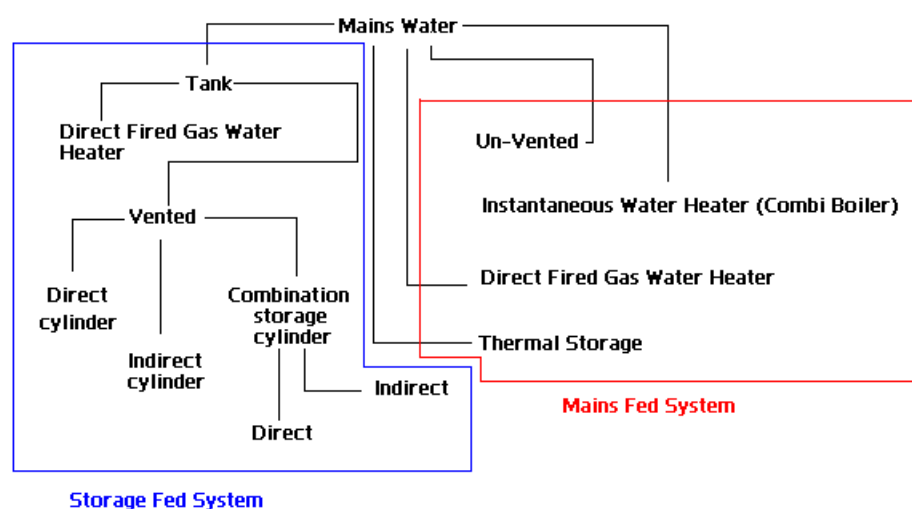 Mains Water
Tank
Direct Fired Gas Water
Heater
Un-Vented
Instantaneous Water Heater (Combi Boiler)
Vented
Direct Fired Gas Water Heater
Direct
cylinder
Combination
storage
cylinder
Thermal Storage
Indirect
cylinder
Indirect
Direct
Mains Fed System
Storage Fed System